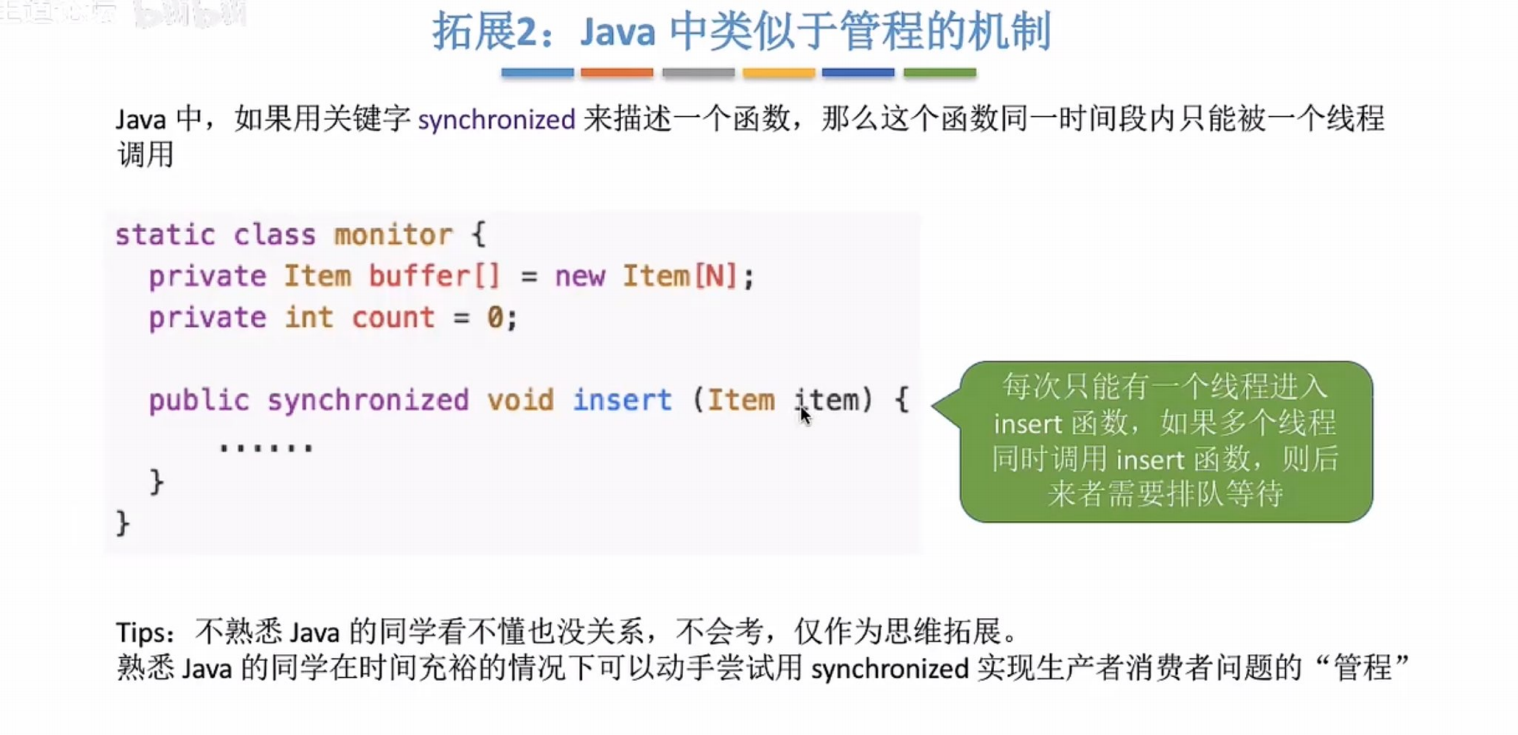 拓展2：Java 中类似于管程的机制
Java 中，如果用关键字 synchronized 来描述一个函数，那么这个函数同一时间段内只能被一个线程
调用
static class monitor {
private Item buffer[] = new Item[N];
private int count = 0;
public synchronized void insert (Item item) {
......
}
}
每次只能有一个线程进入
insert 函数，如果多个线程
同时调用 insert 函数，则后
来者需要排队等待
Tips：不熟悉 Java 的同学看不懂也没关系，不会考，仅作为思维拓展。
熟悉 Java 的同学在时间充裕的情况下可以动手尝试用 synchronized 实现生产者消费者问题的“管程”